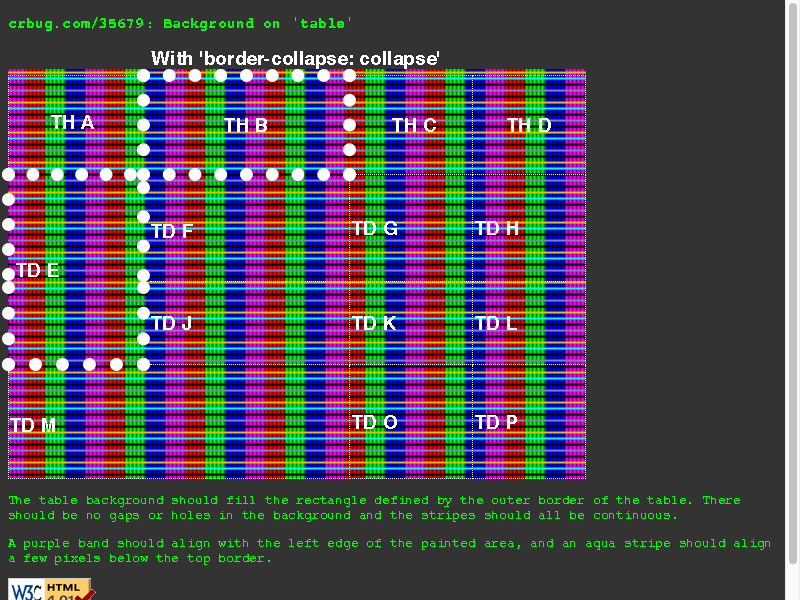 crbug.com/35679: Background on 'table'
With 'border-collapse: collapse'
TH A
TH B
TH C
TH D
TD E
TD F
TD G
TD H
TD J
TD K
TD L
TD M
TD O
TD P
The table background should fill the rectangle defined by the outer border of the table. There
should be no gaps or holes in the background and the stripes should all be continuous.
A purple band should align with the left edge of the painted area, and an aqua stripe should align
a few pixels below the top border.
W3C HTML
4.01